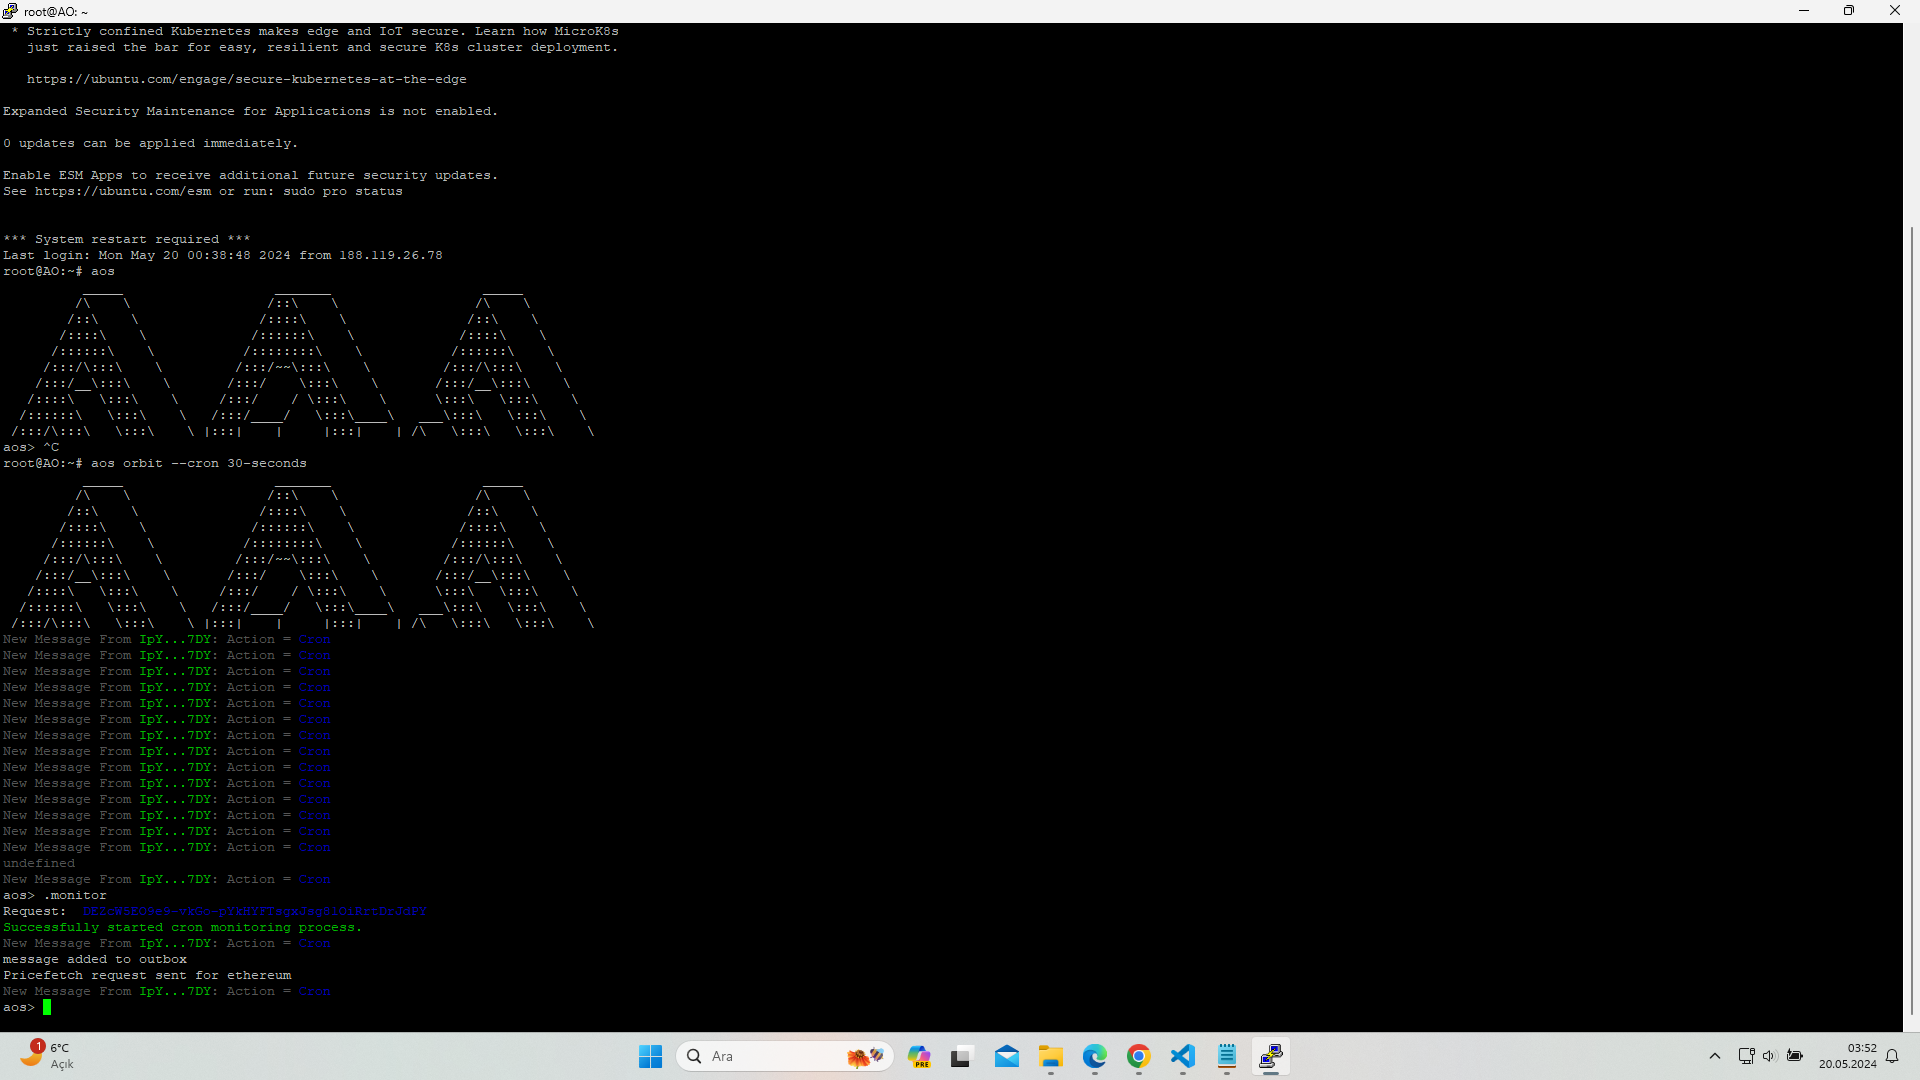 root@AO: ~
* Strictly confined Kubernetes makes edge and IoT secure. Learn how MicroK8s
just raised the bar for easy, resilient and secure K8s cluster deployment.
https://ubuntu.com/engage/secure-kubernetes-at-the-edge
Expanded Security Maintenance for Applications is not enabled.
0 updates can be applied immediately.
Enable ESM Apps to receive additional future security updates.
See https://ubuntu.com/esm or run: sudo pro status
*** System restart required ***
Last login: Mon May 20 00:38:48 2024 from 188.119.26.78
root@AO:~# aos
aos> ^C
root@AO:~# aos orbit --cron 30-seconds
New Message From IpY...7DY: Action = Cron
New Message From IpY...7DY: Action = Cron
New Message From IpY...7DY: Action = Cron
New Message From IpY...7DY: Action = Cron
New Message From IpY...7DY: Action = Cron
New Message From IpY...7DY: Action = Cron
New Message From IpY...7DY: Action = Cron
New Message From IpY...7DY: Action = Cron
New Message From IpY...7DY: Action = Cron
New Message From IpY...7DY: Action = Cron
New Message From IpY...7DY: Action = Cron
New Message From IpY...7DY: Action = Cron
New Message From IpY...7DY: Action = Cron
New Message From IpY...7DY: Action = Cron
undefined
New Message From IpY...7DY: Action = Cron
aos> .monitor
Request:
Successfully started cron monitoring process.
New Message From IpY...7DY: Action = Cron
message added to outbox
Pricefetch request sent for ethereum
New Message From IpY...7DY: Action = Cron
aos>
1
6°C
Açık
Ara
PRE
03:52
20.05.2024